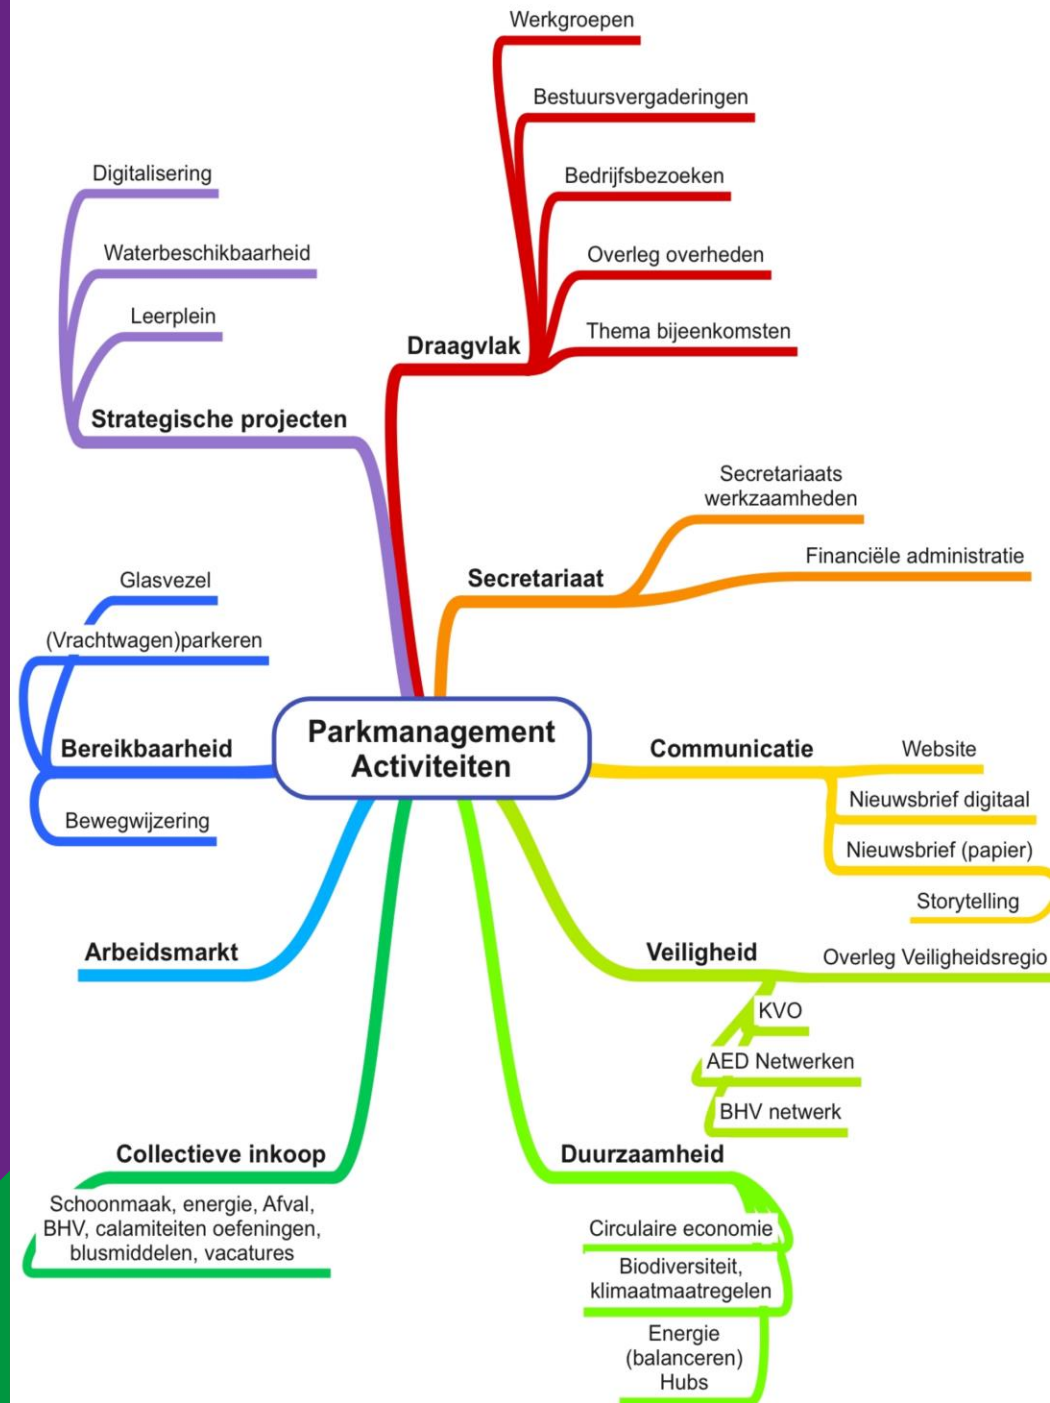 Werkgroepen
Bestuursvergaderingen
Bedrijfsbezoeken
Overleg overheden
Thema bijeenkomsten
Draagvlak
Digitalisering
Waterbeschikbaarheid
Leerplein
Strategische projecten
Secretariaats
werkzaamheden
Financiële administratie
Secretariaat
Glasvezel
(Vrachtwagen)parkeren
Bereikbaarheid
Bewegwijzering
Parkmanagement
Activiteiten
Communicatie
Website
Nieuwsbrief digitaal
Nieuwsbrief (papier)
Storytelling
Arbeidsmarkt
Veiligheid
Overleg Veiligheidsregio
KVO
AED Netwerken
BHV netwerk
Collectieve inkoop
Schoonmaak, energie, Afval,
BHV, calamiteiten oefeningen,
blusmiddelen, vacatures
Duurzaamheid
Circulaire economie
Biodiversiteit,
klimaatmaatregelen
Energie
(balanceren)
Hubs